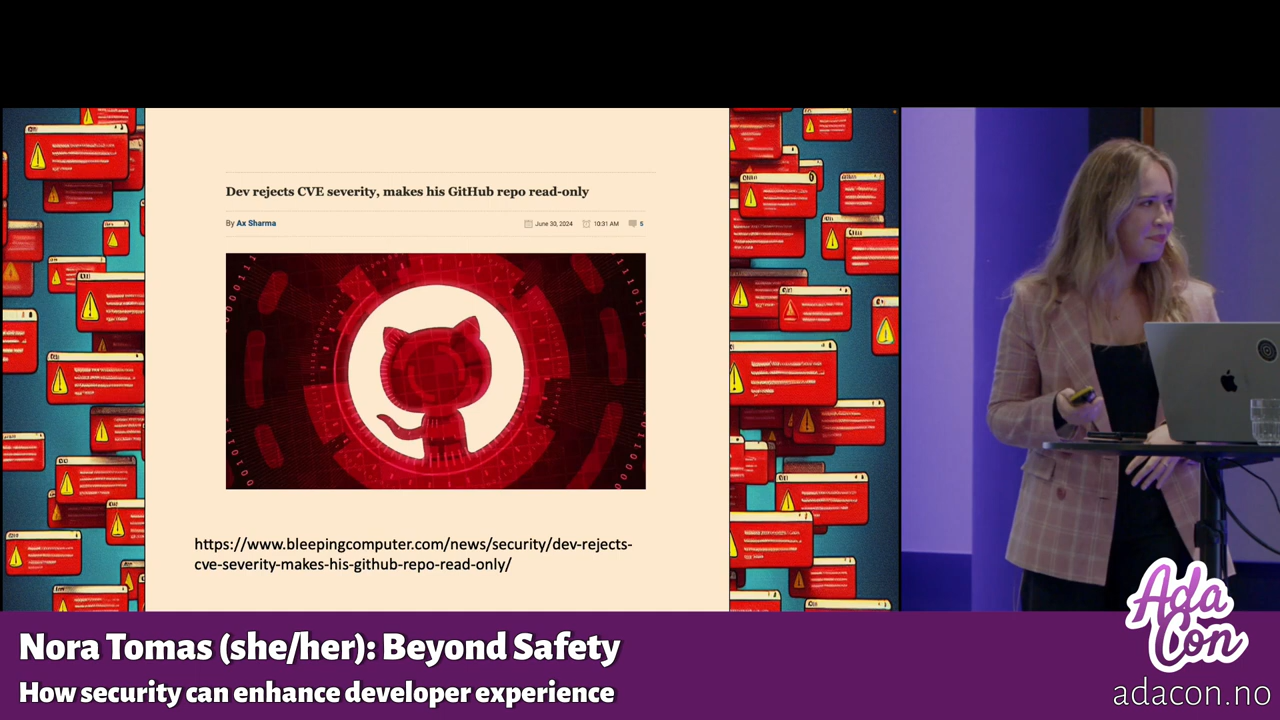 Dev rejects CVE severity, makes his GitHub repo read-only
By Ax Sharma
June 30, 2024
10:31 AM
5
https://www.bleepingcomputer.com/news/security/dev-rejects-
cve-severity-makes-his-github-repo-read-only/
Nora Tomas (she/her): Beyond Safety
How security can enhance developer experience
Ada
Con
adacon.no